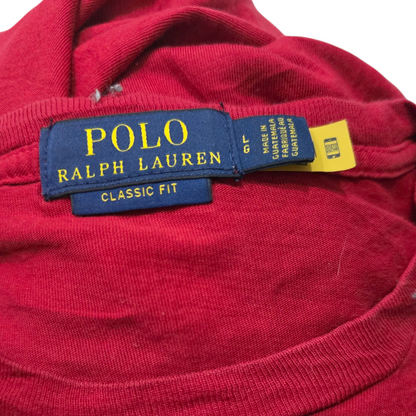 POLO
RALPH LAUREN
CLASSIC FIT
L
G
MADE IN
GUATEMALA
FABRIQUÉ AU
GUATEMALA